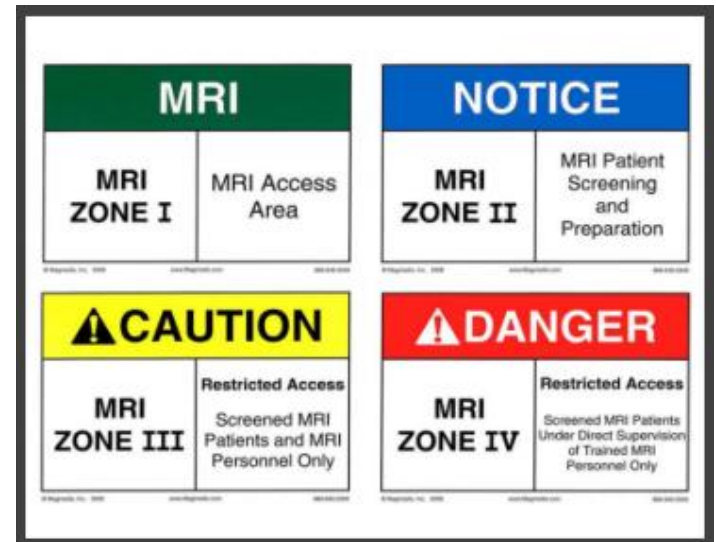 MRI
MRI
ZONE I
MRI Access
Area
NOTICE
MRI
ZONE II
MRI Patient
Screening
and
Preparation
CAUTION
MRI
ZONE III
Restricted Access
Screened MRI
Patients and MRI
Personnel Only
DANGER
MRI
ZONE IV
Restricted Access
Screened MRI Patients
Under Direct Supervision
of Trained MRI
Personnel Only